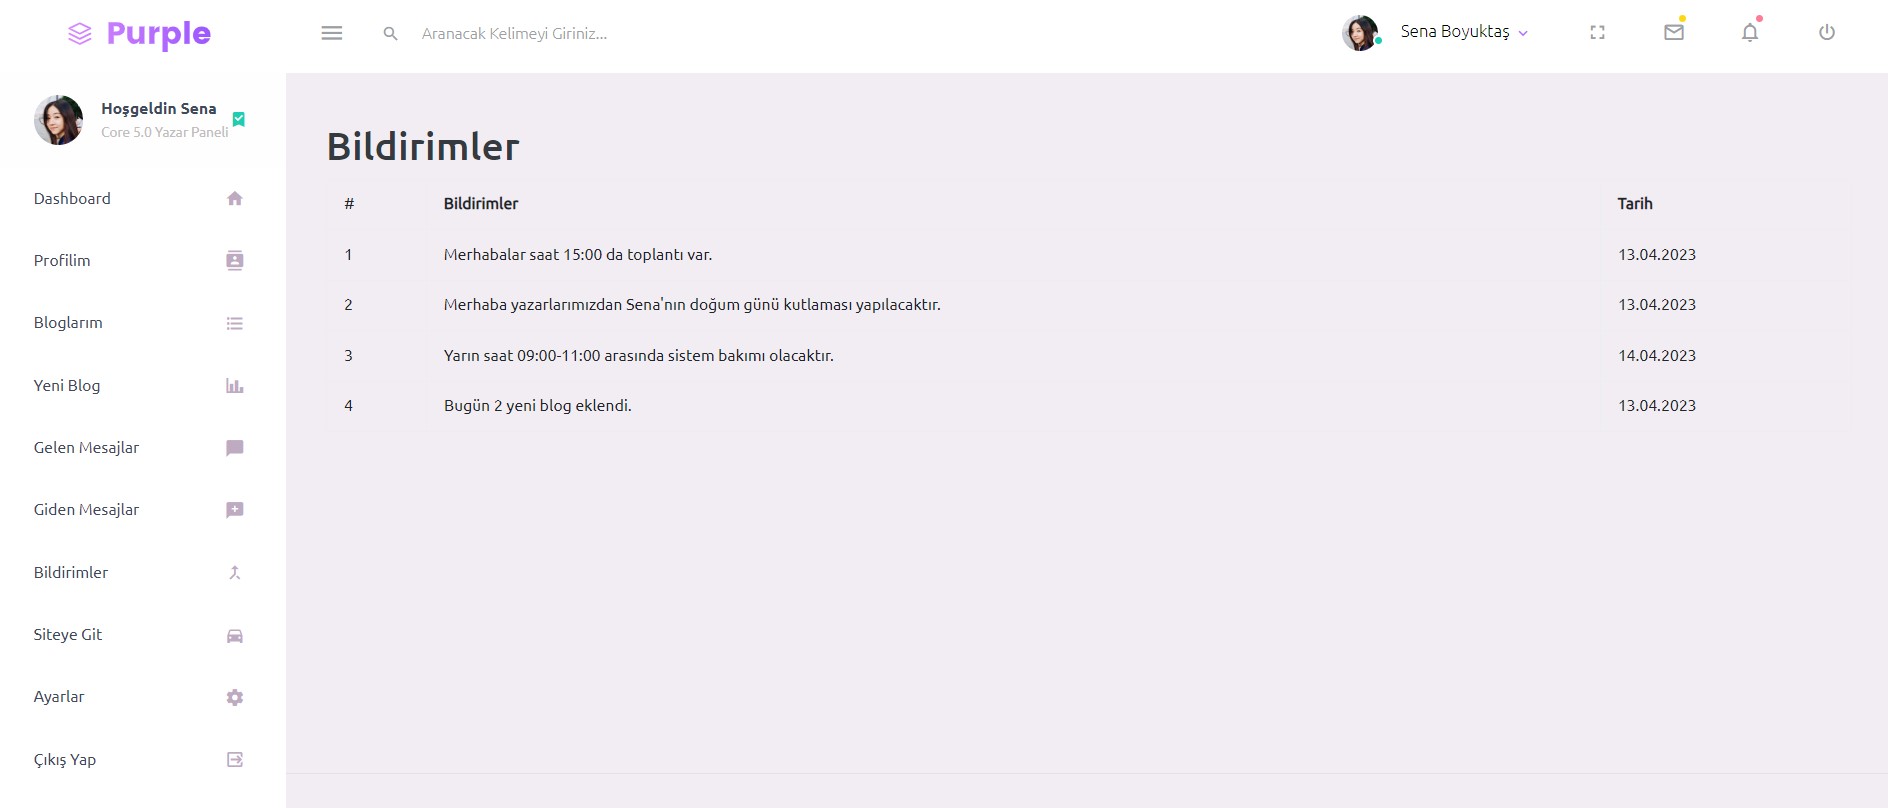 Purple
Aranacak Kelimeyi Giriniz...
Sena Boyuktaş
Hoşgeldin Sena
Core 5.0 Yazar Paneli
Dashboard
Profilim
Bloglarım
Yeni Blog
Gelen Mesajlar
Giden Mesajlar
Bildirimler
Siteye Git
Ayarlar
Çıkış Yap
Bildirimler
# Bildirimler Tarih
1 Merhabalar saat 15:00 da toplantı var. 13.04.2023
2 Merhaba yazarlarımızdan Sena'nın doğum günü kutlaması yapılacaktır. 13.04.2023
3 Yarın saat 09:00-11:00 arasında sistem bakımı olacaktır. 14.04.2023
4 Bugün 2 yeni blog eklendi. 13.04.2023